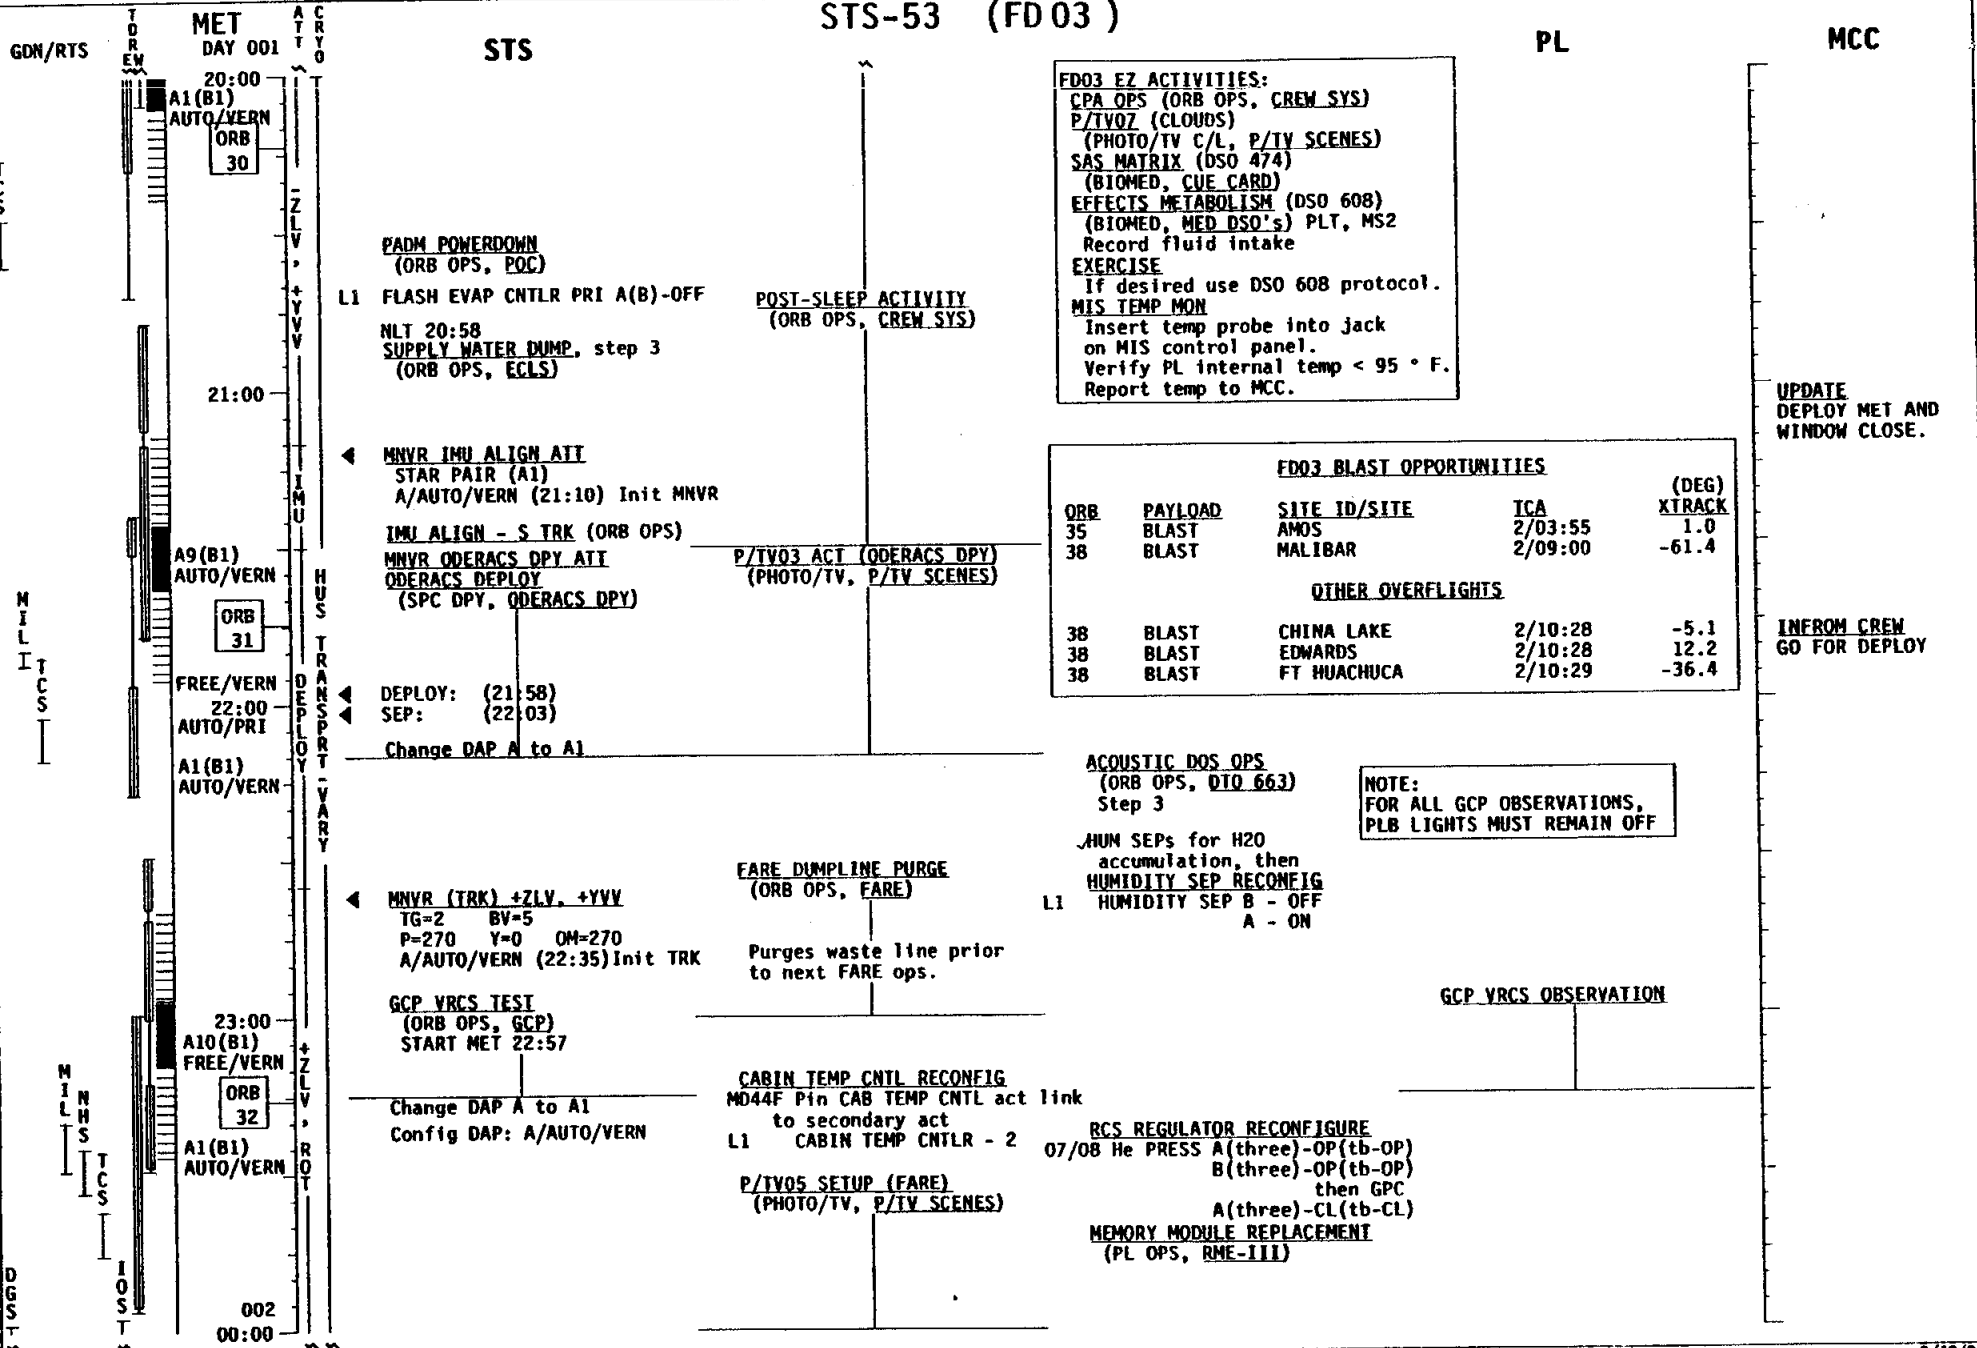 STS-53 (FD 03 )
GDN/RTS
TDRE W
MET
DAY 001
ATT
CRYO
STS
PL
MCC
20:00
A1(B1)
AUTO/VERN
ORB
30
-ZLV, +YVV
PADM POWERDOWN
(ORB OPS, POC)
L1 FLASH EVAP CNTLR PRI A(B)-OFF
NLT 20:58
SUPPLY WATER DUMP, step 3
(ORB OPS, ECLS)
POST-SLEEP ACTIVITY
(ORB OPS, CREW SYS)
FD03 EZ ACTIVITIES:
CPA OPS (ORB OPS, CREW SYS)
P/TV07 (CLOUDS)
(PHOTO/TV C/L, P/TV SCENES)
SAS MATRIX (DSO 474)
(BIOMED, CUE CARD)
EFFECTS METABOLISM (DSO 608)
(BIOMED, MED DSO's) PLT, MS2
Record fluid intake
EXERCISE
If desired use DSO 608 protocol.
MIS TEMP MON
Insert temp probe into jack
on MIS control panel.
Verify PL internal temp < 95 ° F.
Report temp to MCC.
21:00
UPDATE
DEPLOY MET AND
WINDOW CLOSE.
IMU
MNVR IMU ALIGN ATT
STAR PAIR (A1)
A/AUTO/VERN (21:10) Init MNVR
IMU ALIGN - S TRK (ORB OPS)
MNVR ODERACS DPY ATT
ODERACS DEPLOY
(SPC DPY, ODERACS DPY)
P/TV03 ACT (ODERACS DPY)
(PHOTO/TV, P/TV SCENES)
FD03 BLAST OPPORTUNITIES
(DEG)
ORB PAYLOAD SITE ID/SITE TCA XTRACK
35 BLAST AMOS 2/03:55 1.0
38 BLAST MALIBAR 2/09:00 -61.4
OTHER OVERFLIGHTS
38 BLAST CHINA LAKE 2/10:28 -5.1
38 BLAST EDWARDS 2/10:28 12.2
38 BLAST FT HUACHUCA 2/10:29 -36.4
INFROM CREW
GO FOR DEPLOY
A9(B1)
AUTO/VERN
ORB
31
MIL
TCS
HUS TRANSPRT-VARY
DEPLOY
FREE/VERN
22:00
AUTO/PRI
A1(B1)
AUTO/VERN
DEPLOY: (21:58)
SEP: (22:03)
Change DAP A to A1
ACOUSTIC DOS OPS
(ORB OPS, DTO 663)
Step 3
NOTE:
FOR ALL GCP OBSERVATIONS,
PLB LIGHTS MUST REMAIN OFF
✓HUM SEPs for H2O
accumulation, then
HUMIDITY SEP RECONFIG
L1 HUMIDITY SEP B - OFF
A - ON
FARE DUMPLINE PURGE
(ORB OPS, FARE)
Purges waste line prior
to next FARE ops.
MNVR (TRK) +ZLV, +YVV
TG=2 BV=5
P=270 Y=0 OM=270
A/AUTO/VERN (22:35)Init TRK
GCP VRCS TEST
(ORB OPS, GCP)
START MET 22:57
GCP VRCS OBSERVATION
23:00
A10(B1)
FREE/VERN
ORB
32
A1(B1)
AUTO/VERN
+ZLV, ROT
MIL
NHS
TCS
IOS
DGS
Change DAP A to A1
Config DAP: A/AUTO/VERN
CABIN TEMP CNTL RECONFIG
MD44F Pin CAB TEMP CNTL act link
to secondary act
L1 CABIN TEMP CNTLR - 2
P/TV05 SETUP (FARE)
(PHOTO/TV, P/TV SCENES)
RCS REGULATOR RECONFIGURE
07/08 He PRESS A(three)-OP(tb-OP)
B(three)-OP(tb-OP)
then GPC
A(three)-CL(tb-CL)
MEMORY MODULE REPLACEMENT
(PL OPS, RME-III)
002
00:00